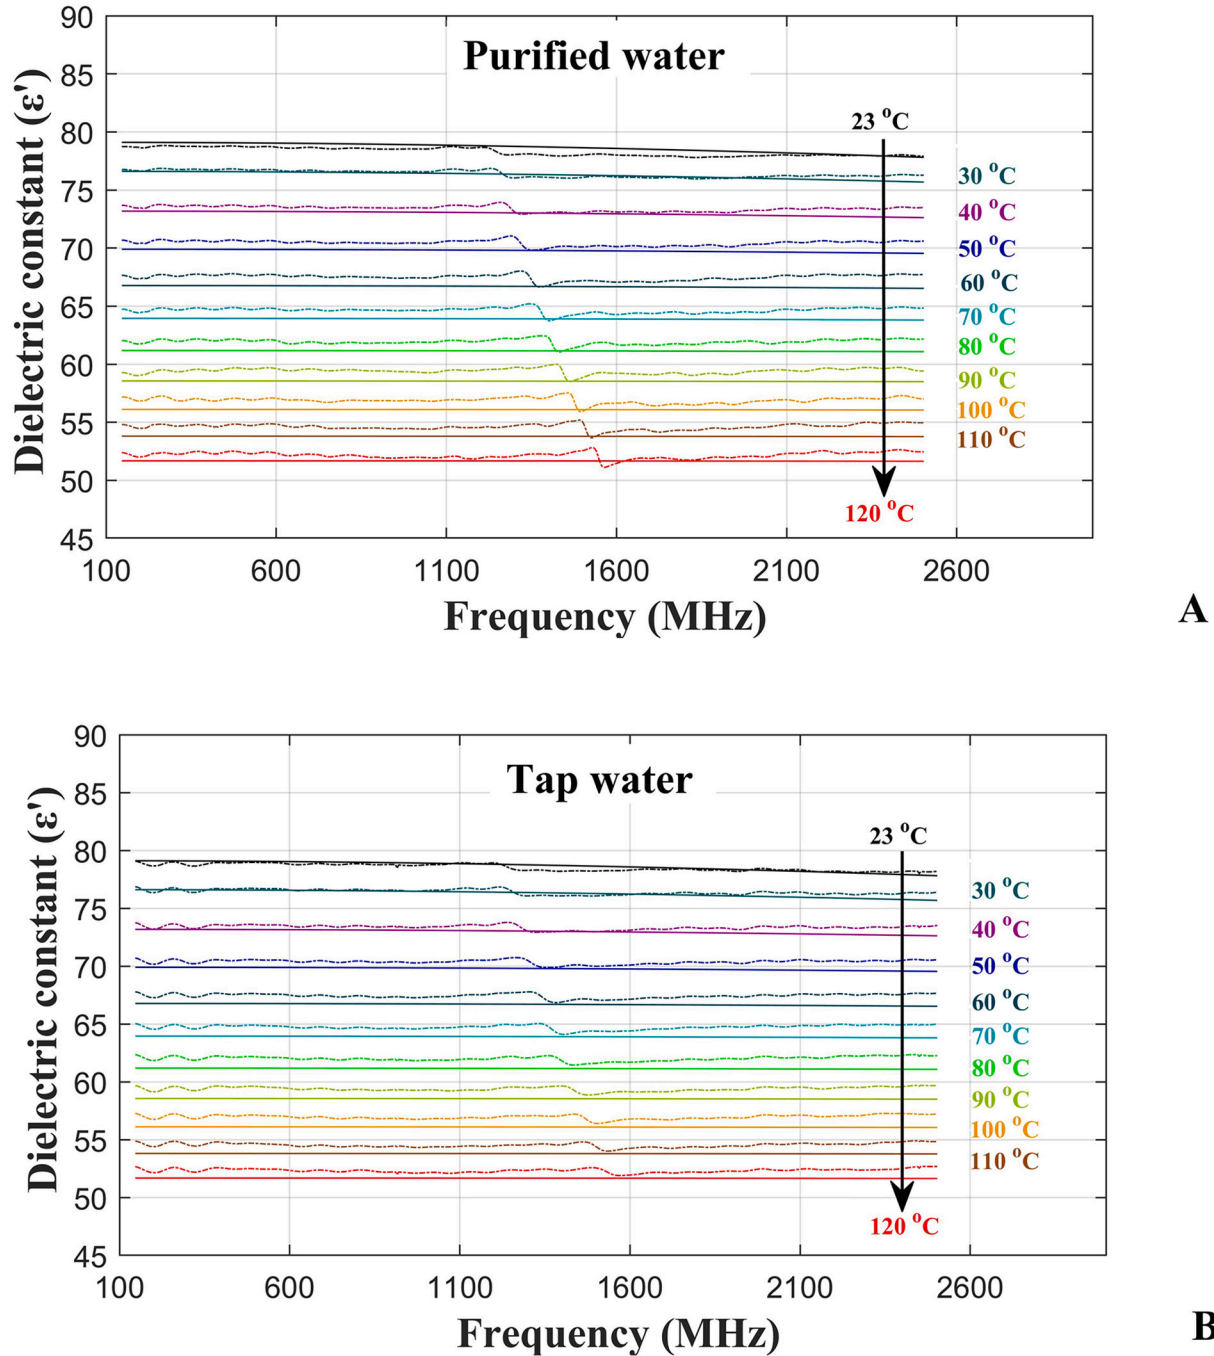 Purified water
Dielectric constant (ε')
90
85
80
75
70
65
60
55
50
45
23 °C
30 °C
40 °C
50 °C
60 °C
70 °C
80 °C
90 °C
100 °C
110 °C
120 °C
100 600 1100 1600 2100 2600
Frequency (MHz)
A
Tap water
Dielectric constant (ε')
90
85
80
75
70
65
60
55
50
45
23 °C
30 °C
40 °C
50 °C
60 °C
70 °C
80 °C
90 °C
100 °C
110 °C
120 °C
100 600 1100 1600 2100 2600
Frequency (MHz)
B